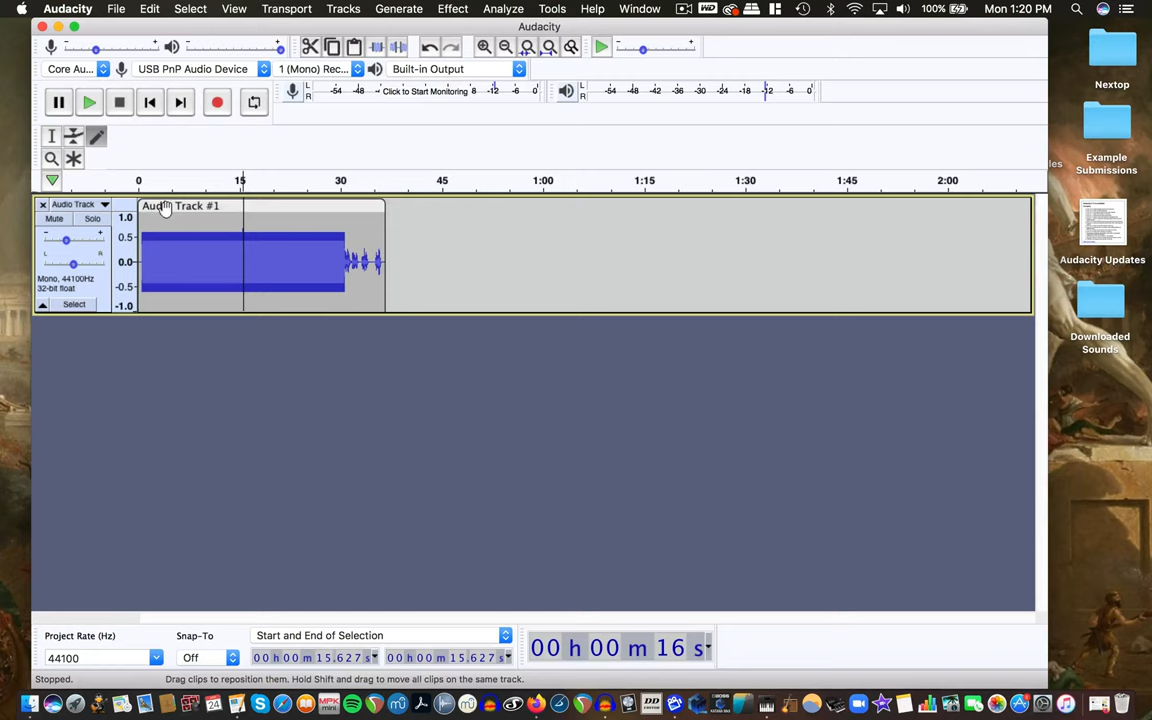 Audacity File Edit Select View Transport Tracks Generate Effect Analyze Tools Help Window 100% Mon 1:20 PM
Audacity
Core Au... USB PnP Audio Device 1 (Mono) Rec... Built-in Output
L R -54 -48 Click to Start Monitoring 8 -12 -6 0 L R -54 -48 -42 -36 -30 -24 -18 -12 -6 0
0 15 30 45 1:00 1:15 1:30 1:45 2:00
Audio Track
Mute Solo
- +
L R
Mono, 44100Hz
32-bit float
Select
1.0
0.5
0.0
-0.5
-1.0
Audio Track #1
Nextop
Example
Submissions
Audacity Updates
Downloaded
Sounds
Project Rate (Hz) Snap-To Start and End of Selection
44100 Off 00 h 00 m 15.627 s 00 h 00 m 15.627 s 00 h 00 m 16 s
Stopped. Drag clips to reposition them. Hold Shift and drag to move all clips on the same track.